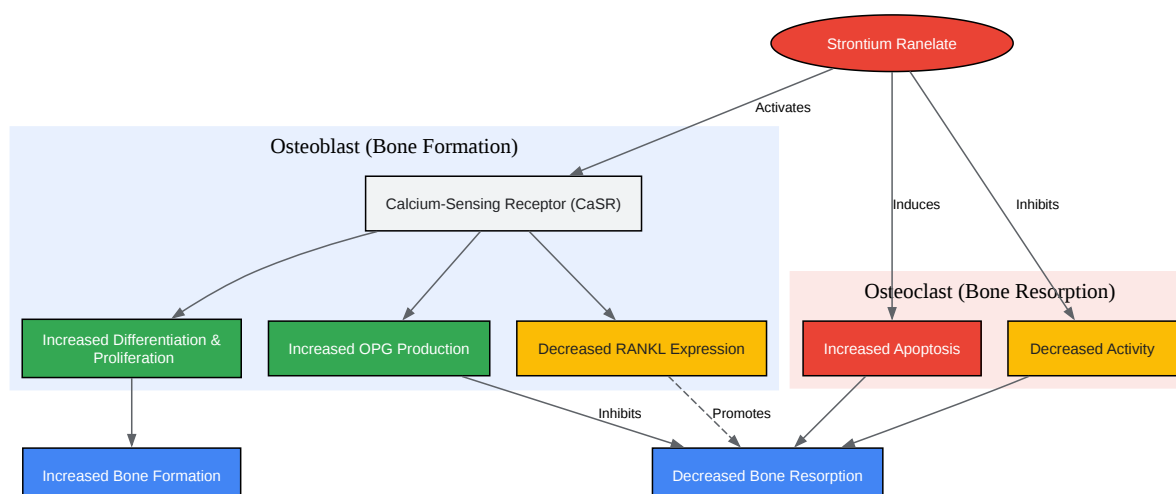 Strontium Ranelate
Activates
Osteoblast (Bone Formation)
Calcium-Sensing Receptor (CaSR)
Induces
Inhibits
Osteoclast (Bone Resorption)
Increased Differentiation &
Proliferation
Increased OPG Production
Decreased RANKL Expression
Increased Apoptosis
Decreased Activity
Inhibits
Promotes
Increased Bone Formation
Decreased Bone Resorption